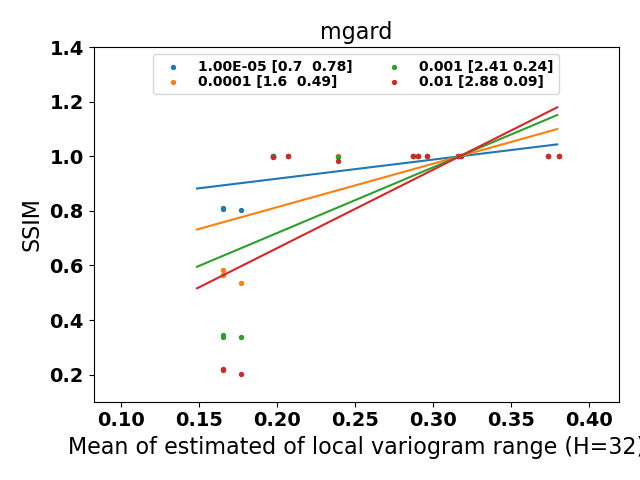 mgard
1.00E-05 [0.7  0.78]
0.0001 [1.6  0.49]
0.001 [2.41 0.24]
0.01 [2.88 0.09]
SSIM
1.4
1.2
1.0
0.8
0.6
0.4
0.2
0.10 0.15 0.20 0.25 0.30 0.35 0.40
Mean of estimated of local variogram range (H=32)